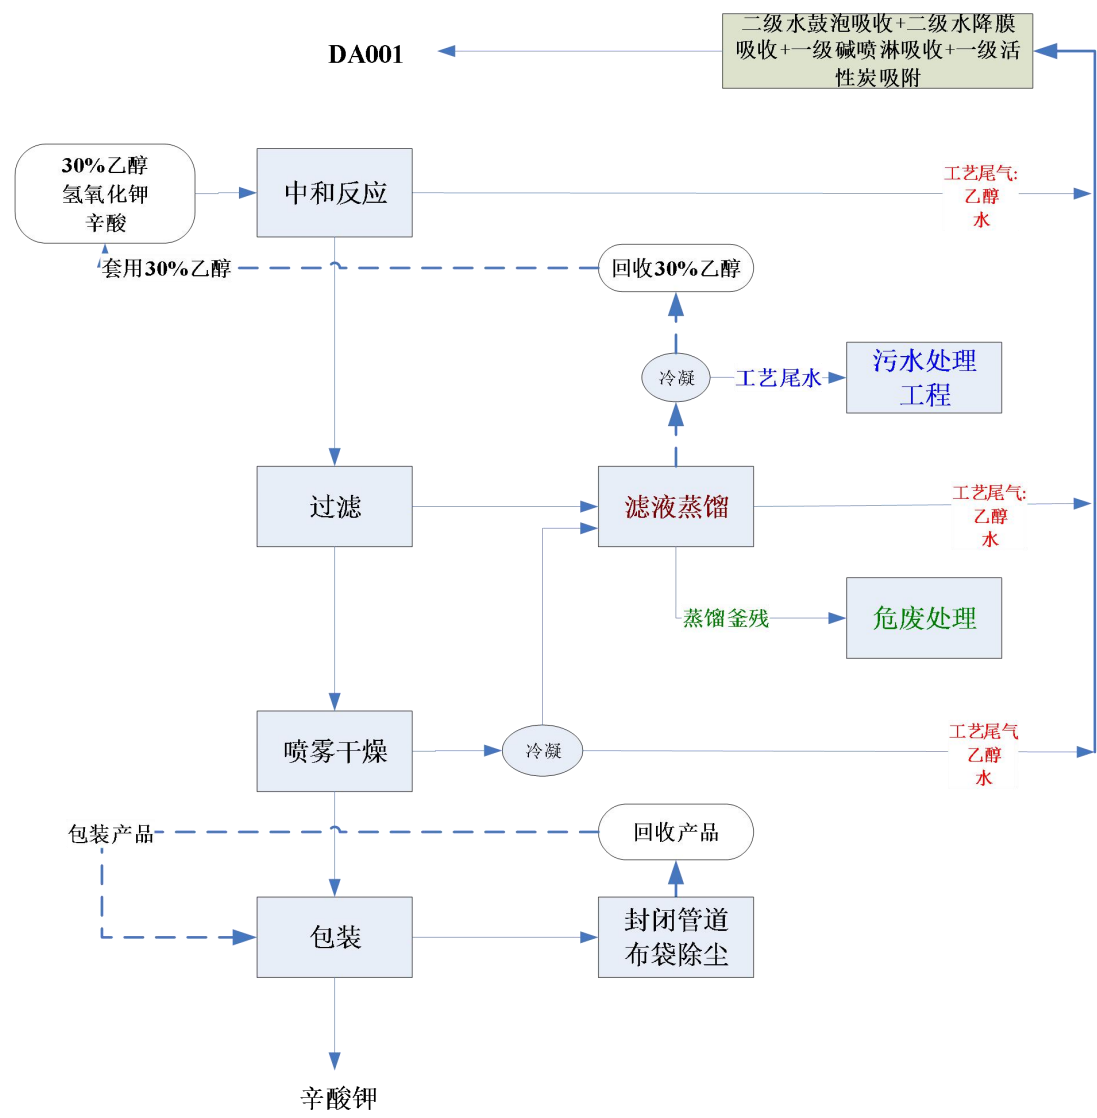 二级水鼓泡吸收+二级水降膜
吸收+一级碱喷淋吸收+一级活
性炭吸附
DA001
30%乙醇
氢氧化钾
辛酸
中和反应
工艺尾气:
乙醇
水
套用30%乙醇
回收30%乙醇
冷凝
工艺尾水
污水处理
工程
过滤
滤液蒸馏
工艺尾气:
乙醇
水
蒸馏釜残
危废处理
喷雾干燥
冷凝
工艺尾气
乙醇
水
包装产品
回收产品
包装
封闭管道
布袋除尘
辛酸钾